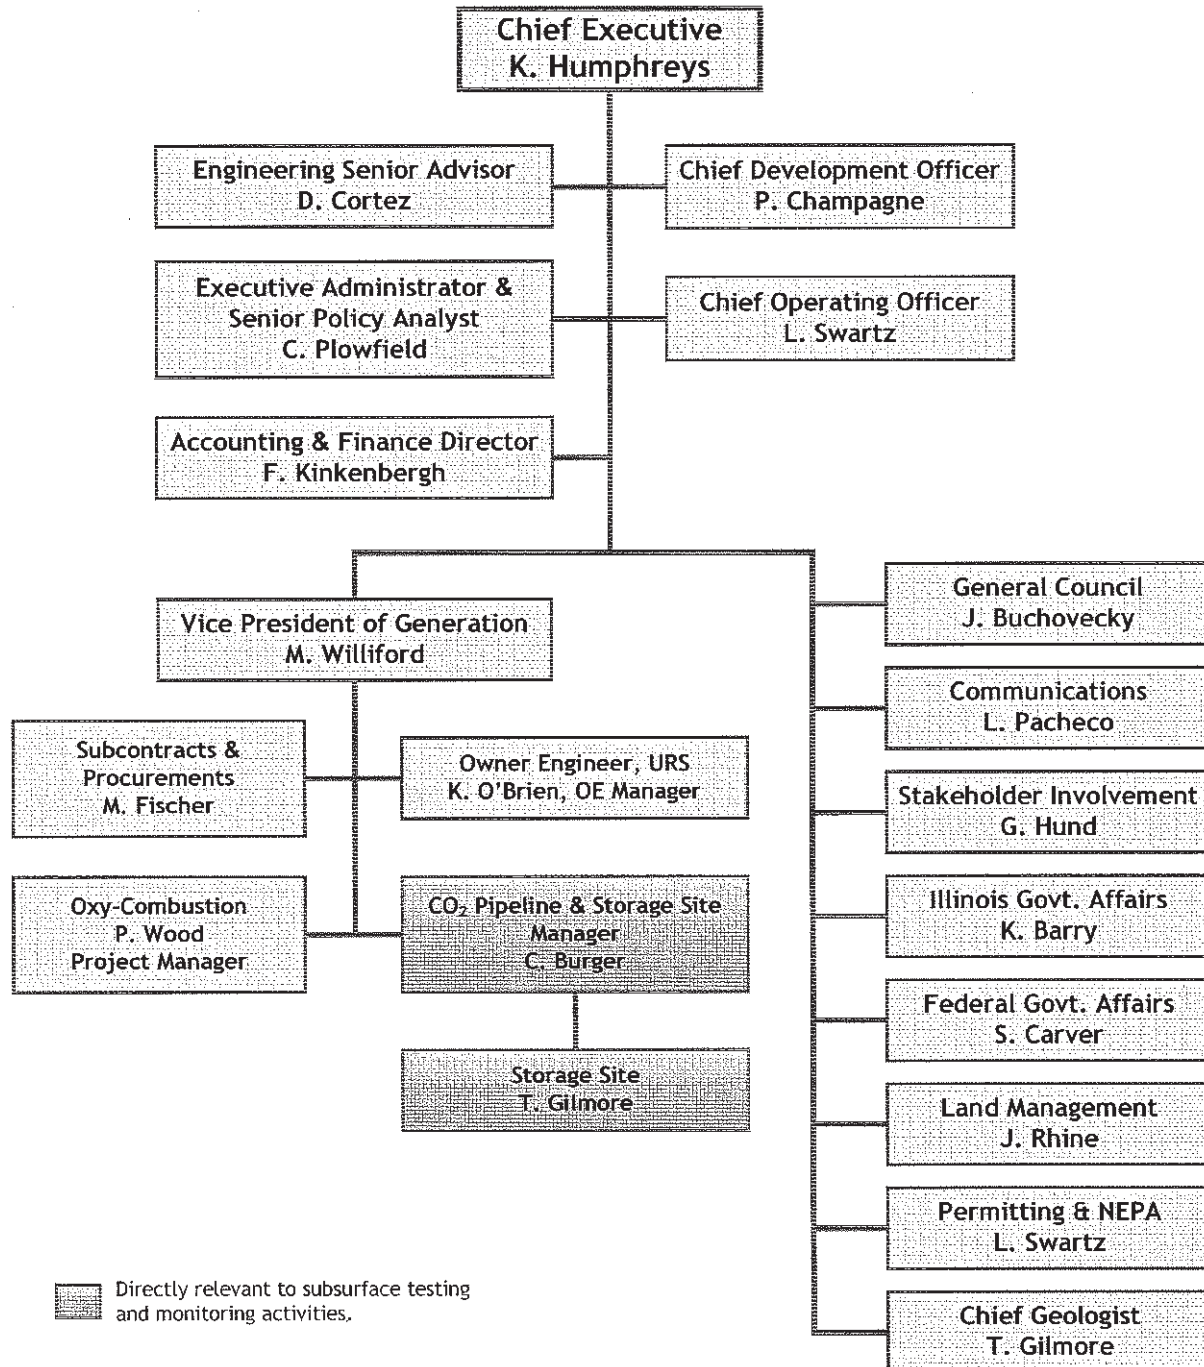 Chief Executive
K. Humphreys
Engineering Senior Advisor
D. Cortez
Chief Development Officer
P. Champagne
Executive Administrator &
Senior Policy Analyst
C. Plowfield
Chief Operating Officer
L. Swartz
Accounting & Finance Director
F. Kinkenbergh
Vice President of Generation
M. Williford
Subcontracts &
Procurements
M. Fischer
Owner Engineer, URS
K. O'Brien, OE Manager
Oxy-Combustion
P. Wood
Project Manager
CO₂ Pipeline & Storage Site
Manager
C. Burger
Storage Site
T. Gilmore
General Council
J. Buchovecky
Communications
L. Pacheco
Stakeholder Involvement
G. Hund
Illinois Govt. Affairs
K. Barry
Federal Govt. Affairs
S. Carver
Land Management
J. Rhine
Permitting & NEPA
L. Swartz
Chief Geologist
T. Gilmore
Directly relevant to subsurface testing
and monitoring activities.